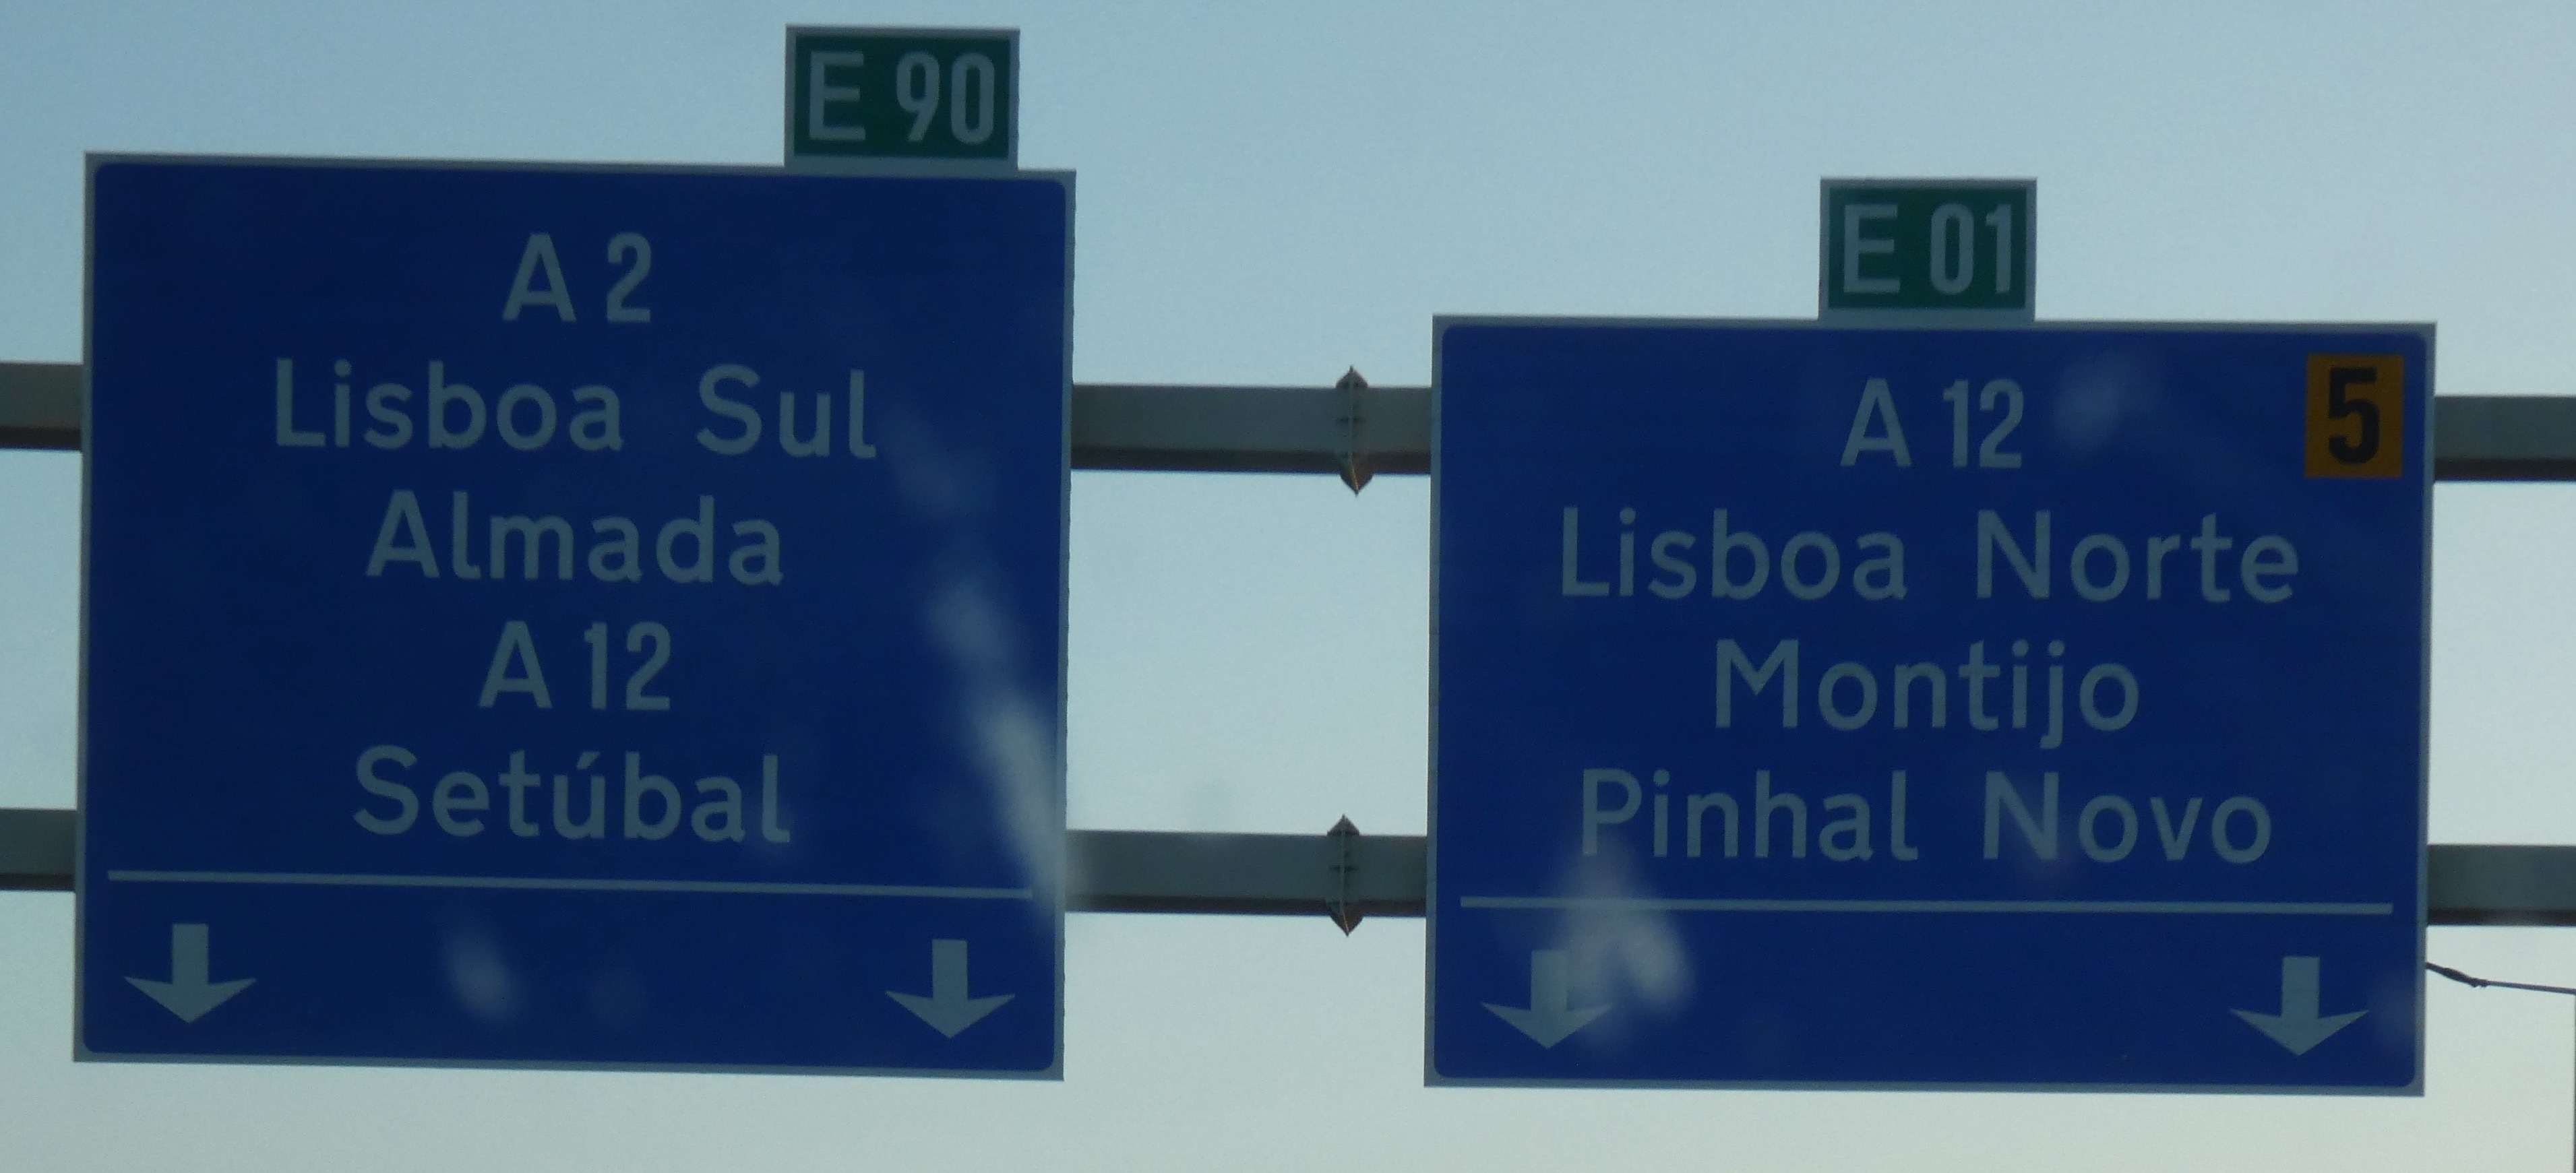 E 90
A 2
Lisboa Sul
Almada
A 12
Setúbal
E 01
A 12
5
Lisboa Norte
Montijo
Pinhal Novo